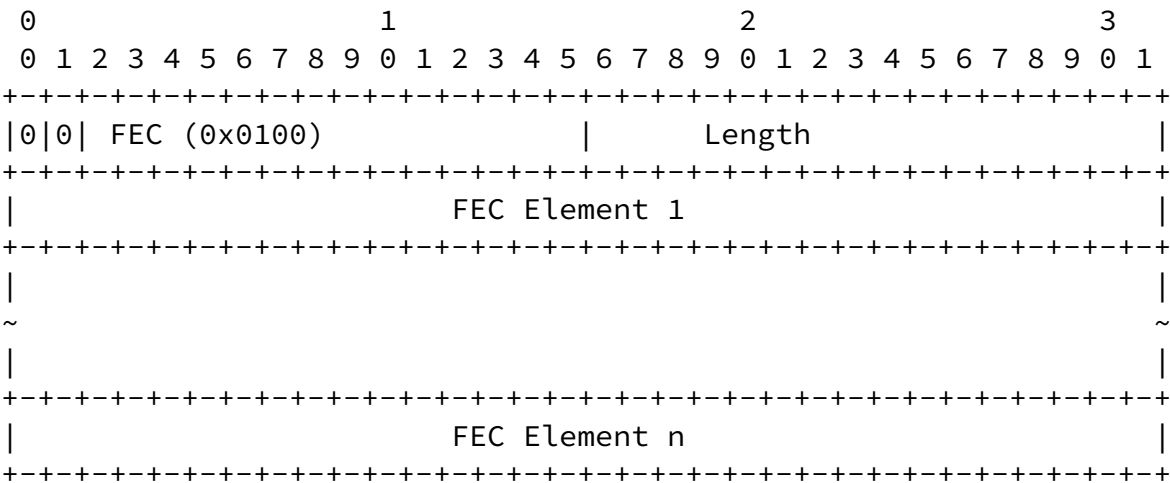 0                   1                   2                   3
 0 1 2 3 4 5 6 7 8 9 0 1 2 3 4 5 6 7 8 9 0 1 2 3 4 5 6 7 8 9 0 1
+-+-+-+-+-+-+-+-+-+-+-+-+-+-+-+-+-+-+-+-+-+-+-+-+-+-+-+-+-+-+-+-+
|0|0| FEC (0x0100)              |      Length                   |
+-+-+-+-+-+-+-+-+-+-+-+-+-+-+-+-+-+-+-+-+-+-+-+-+-+-+-+-+-+-+-+-+
|                        FEC Element 1                          |
+-+-+-+-+-+-+-+-+-+-+-+-+-+-+-+-+-+-+-+-+-+-+-+-+-+-+-+-+-+-+-+-+
|                                                               |
~                                                               ~
|                                                               |
+-+-+-+-+-+-+-+-+-+-+-+-+-+-+-+-+-+-+-+-+-+-+-+-+-+-+-+-+-+-+-+-+
|                        FEC Element n                          |
+-+-+-+-+-+-+-+-+-+-+-+-+-+-+-+-+-+-+-+-+-+-+-+-+-+-+-+-+-+-+-+-+